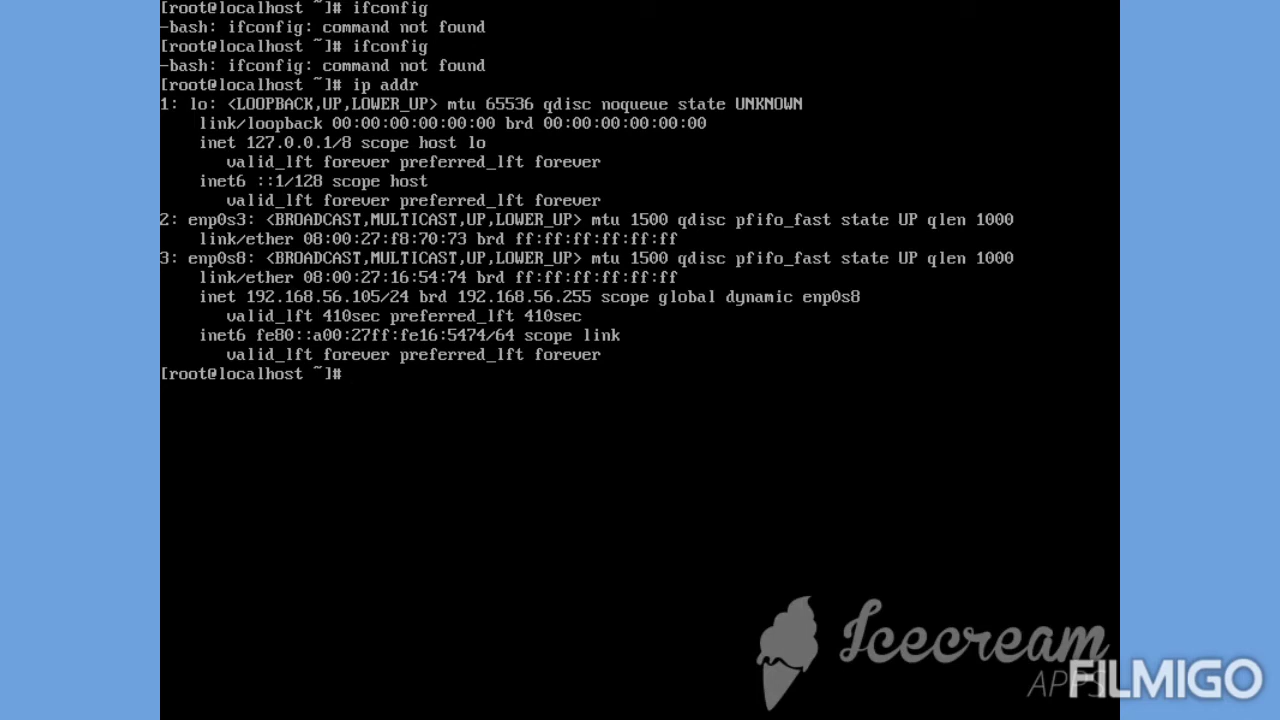 [root@localhost ~]# ifconfig
-bash: ifconfig: command not found
[root@localhost ~]# ifconfig
-bash: ifconfig: command not found
[root@localhost ~]# ip addr
1: lo: <LOOPBACK,UP,LOWER_UP> mtu 65536 qdisc noqueue state UNKNOWN
    link/loopback 00:00:00:00:00:00 brd 00:00:00:00:00:00
    inet 127.0.0.1/8 scope host lo
       valid_lft forever preferred_lft forever
    inet6 ::1/128 scope host
       valid_lft forever preferred_lft forever
2: enp0s3: <BROADCAST,MULTICAST,UP,LOWER_UP> mtu 1500 qdisc pfifo_fast state UP qlen 1000
    link/ether 08:00:27:f8:70:73 brd ff:ff:ff:ff:ff:ff
3: enp0s8: <BROADCAST,MULTICAST,UP,LOWER_UP> mtu 1500 qdisc pfifo_fast state UP qlen 1000
    link/ether 08:00:27:16:54:74 brd ff:ff:ff:ff:ff:ff
    inet 192.168.56.105/24 brd 192.168.56.255 scope global dynamic enp0s8
       valid_lft 410sec preferred_lft 410sec
    inet6 fe80::a00:27ff:fe16:5474/64 scope link
       valid_lft forever preferred_lft forever
[root@localhost ~]#
Icecream
APPS
FILMIGO